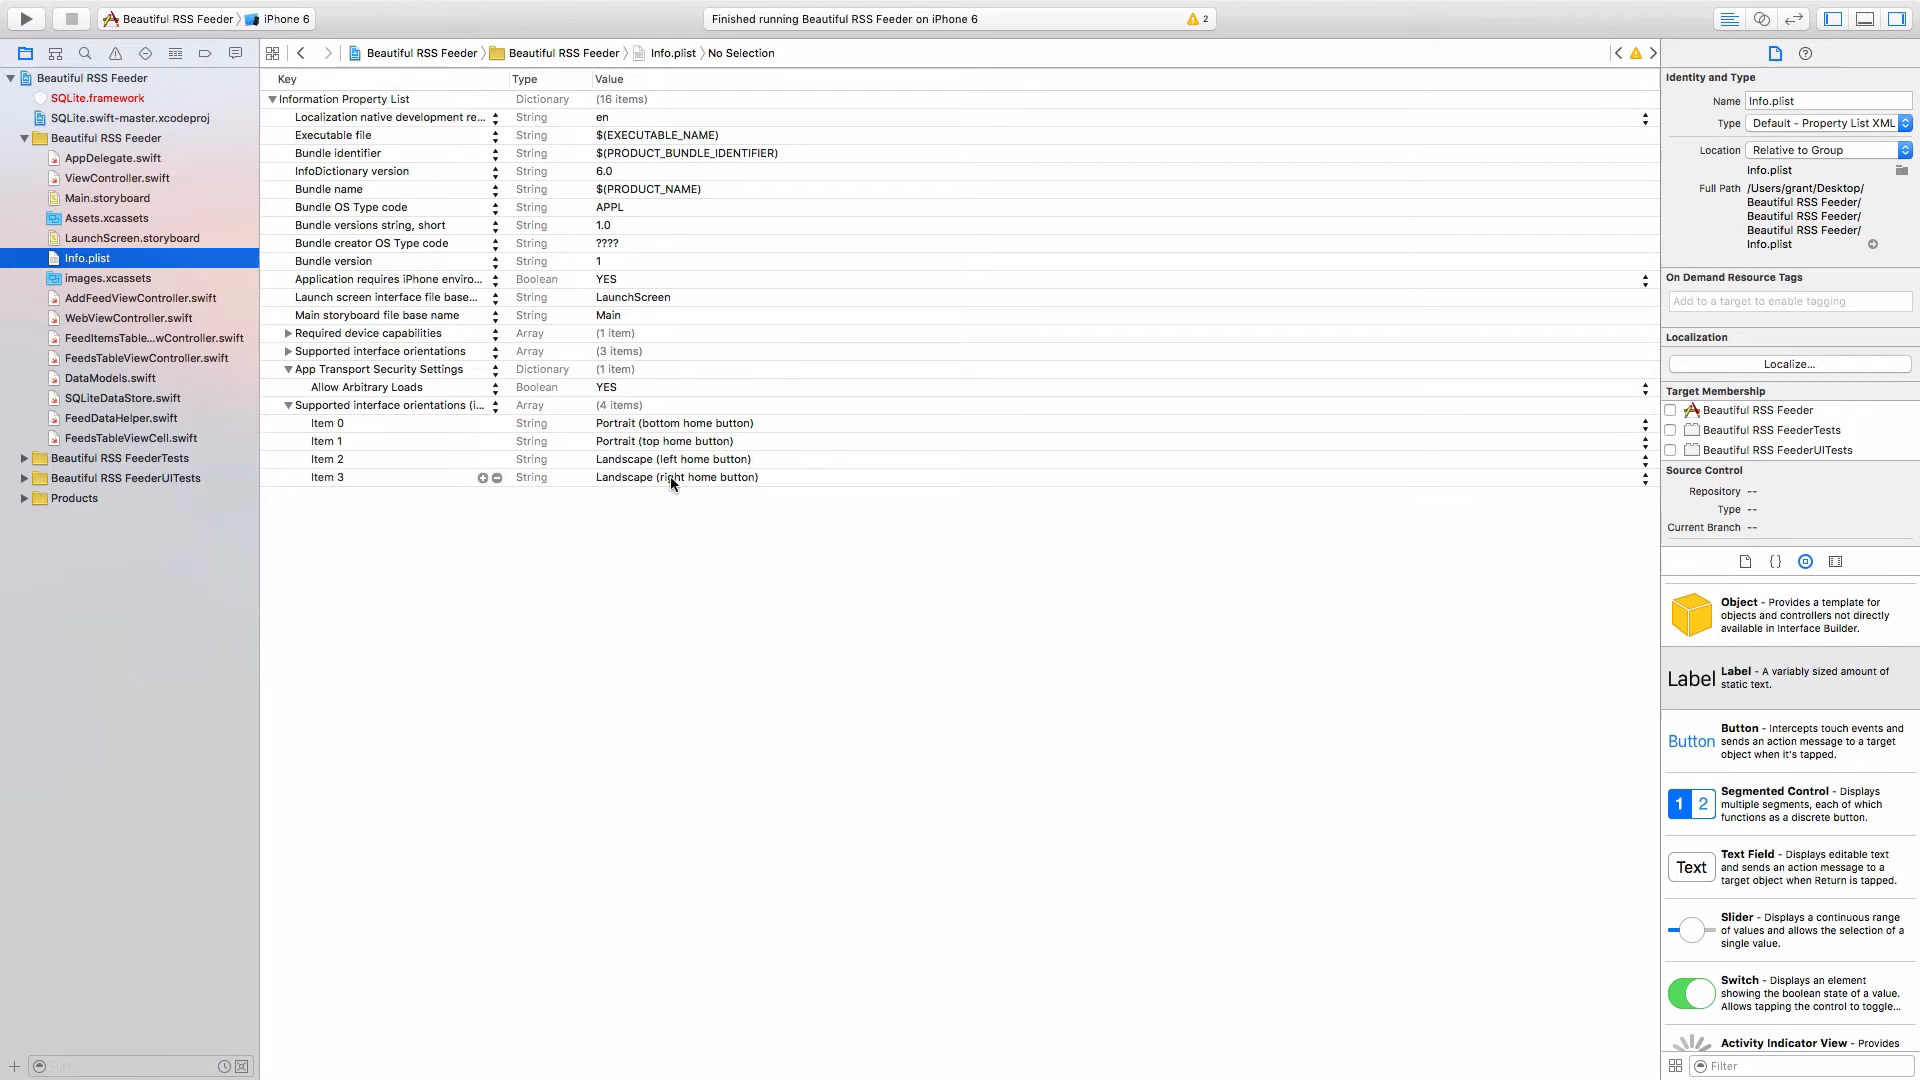 Beautiful RSS Feeder
iPhone 6
Finished running Beautiful RSS Feeder on iPhone 6
2
Beautiful RSS Feeder
Beautiful RSS Feeder
Info.plist
No Selection
Beautiful RSS Feeder
SQLite.framework
SQLite.swift-master.xcodeproj
Beautiful RSS Feeder
AppDelegate.swift
ViewController.swift
Main.storyboard
Assets.xcassets
LaunchScreen.storyboard
Info.plist
images.xcassets
AddFeedViewController.swift
WebViewController.swift
FeedItemsTable...wController.swift
FeedsTableViewController.swift
DataModels.swift
SQLiteDataStore.swift
FeedDataHelper.swift
FeedsTableViewCell.swift
Beautiful RSS FeederTests
Beautiful RSS FeederUITests
Products
Filter
Key Type Value
Information Property List Dictionary (16 items)
Localization native development re... String en
Executable file String $(EXECUTABLE_NAME)
Bundle identifier String $(PRODUCT_BUNDLE_IDENTIFIER)
InfoDictionary version String 6.0
Bundle name String $(PRODUCT_NAME)
Bundle OS Type code String APPL
Bundle versions string, short String 1.0
Bundle creator OS Type code String ????
Bundle version String 1
Application requires iPhone enviro... Boolean YES
Launch screen interface file base... String LaunchScreen
Main storyboard file base name String Main
Required device capabilities Array (1 item)
Supported interface orientations Array (3 items)
App Transport Security Settings Dictionary (1 item)
Allow Arbitrary Loads Boolean YES
Supported interface orientations (i... Array (4 items)
Item 0 String Portrait (bottom home button)
Item 1 String Portrait (top home button)
Item 2 String Landscape (left home button)
Item 3 String Landscape (right home button)
Identity and Type
Name Info.plist
Type Default - Property List XML
Location Relative to Group
Info.plist
Full Path /Users/grant/Desktop/
Beautiful RSS Feeder/
Beautiful RSS Feeder/
Beautiful RSS Feeder/
Info.plist
On Demand Resource Tags
Add to a target to enable tagging
Localization
Localize...
Target Membership
Beautiful RSS Feeder
Beautiful RSS FeederTests
Beautiful RSS FeederUITests
Source Control
Repository --
Type --
Current Branch --
{ }
Object - Provides a template for
objects and controllers not directly
available in Interface Builder.
Label
Label - A variably sized amount of
static text.
Button
Button - Intercepts touch events and
sends an action message to a target
object when it's tapped.
1 2
Segmented Control - Displays
multiple segments, each of which
functions as a discrete button.
Text
Text Field - Displays editable text
and sends an action message to a
target object when Return is tapped.
Slider - Displays a continuous range
of values and allows the selection of a
single value.
Switch - Displays an element
showing the boolean state of a value.
Allows tapping the control to toggle...
Activity Indicator View - Provides
Filter